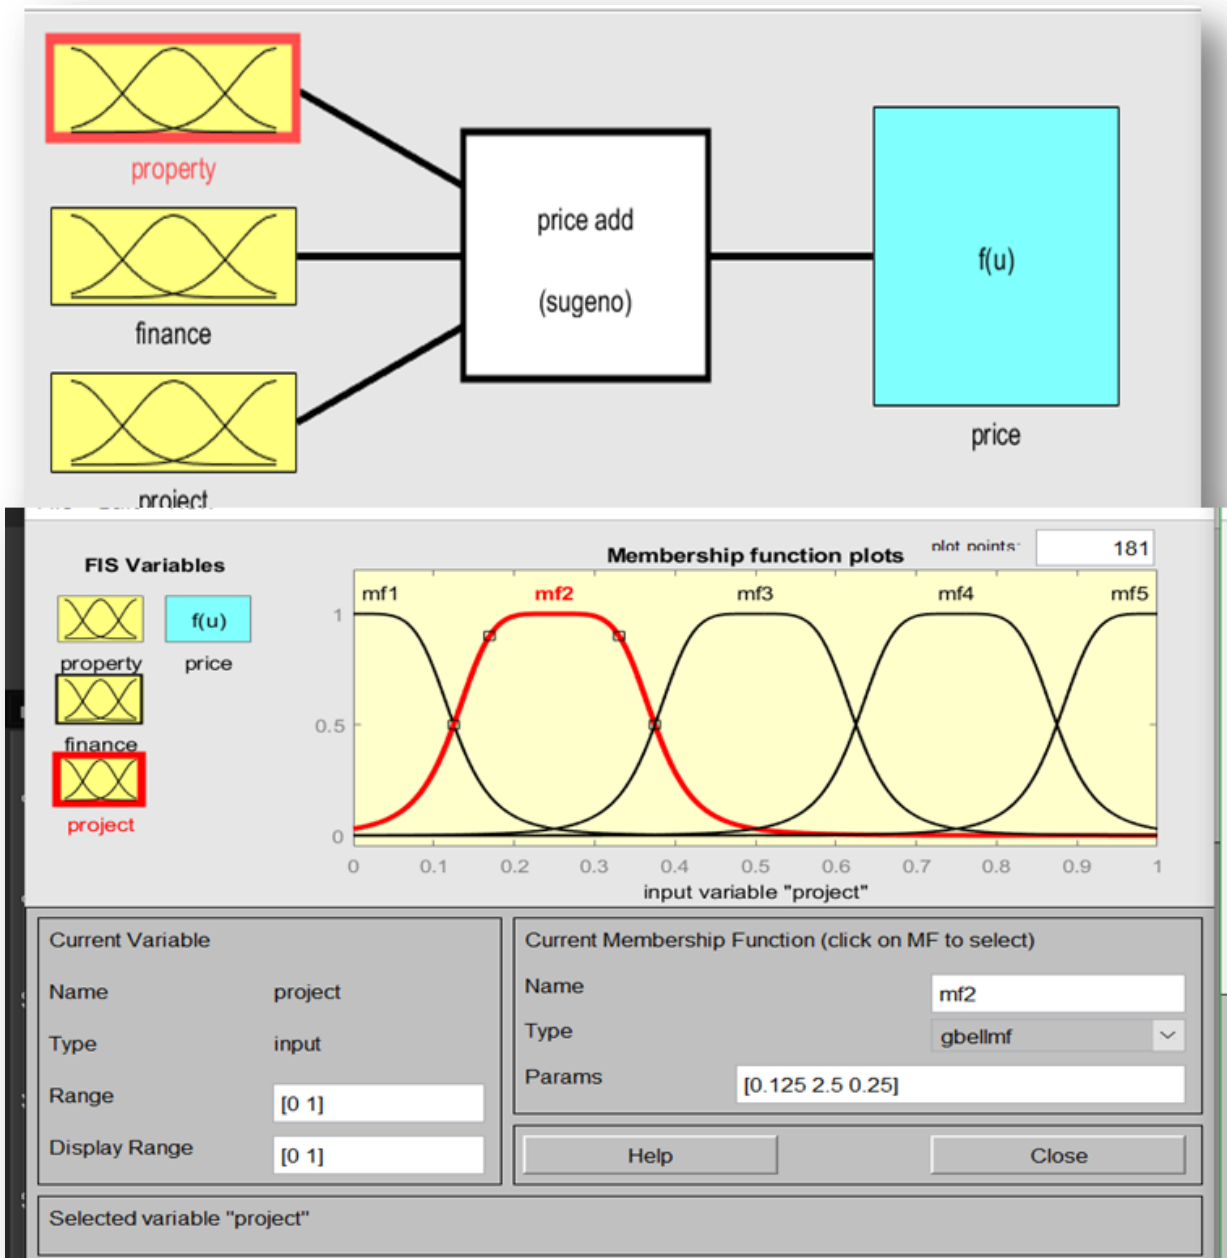 property
price add
f(u)
(sugeno)
finance
price
project
FIS Variables
Membership function plots
plot points:
181
f(u)
property
price
finance
project
mf1
mf2
mf3
mf4
mf5
1
0.5
0
0 0.1 0.2 0.3 0.4 0.5 0.6 0.7 0.8 0.9 1
input variable "project"
Current Variable
Name project
Type input
Range [0 1]
Display Range [0 1]
Current Membership Function (click on MF to select)
Name mf2
Type gbellmf
Params [0.125 2.5 0.25]
Help
Close
Selected variable "project"